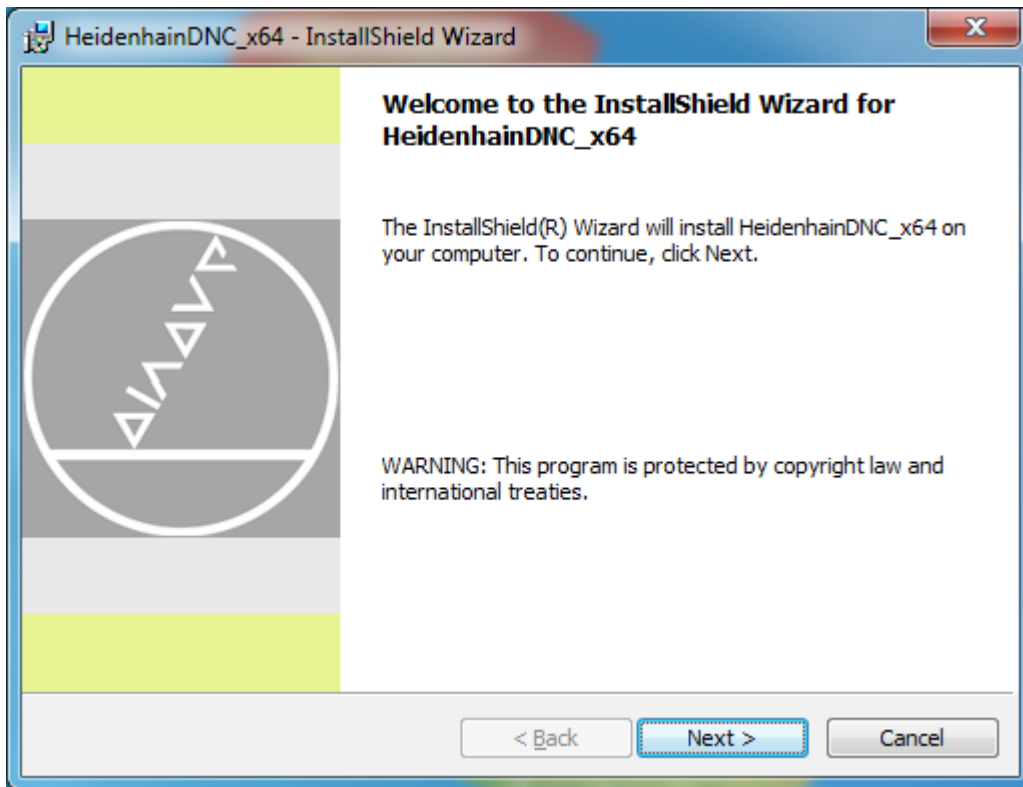 HeidenhainDNC_x64 - InstallShield Wizard
Welcome to the InstallShield Wizard for
HeidenhainDNC_x64
The InstallShield(R) Wizard will install HeidenhainDNC_x64 on
your computer. To continue, click Next.
WARNING: This program is protected by copyright law and
international treaties.
< Back
Next >
Cancel